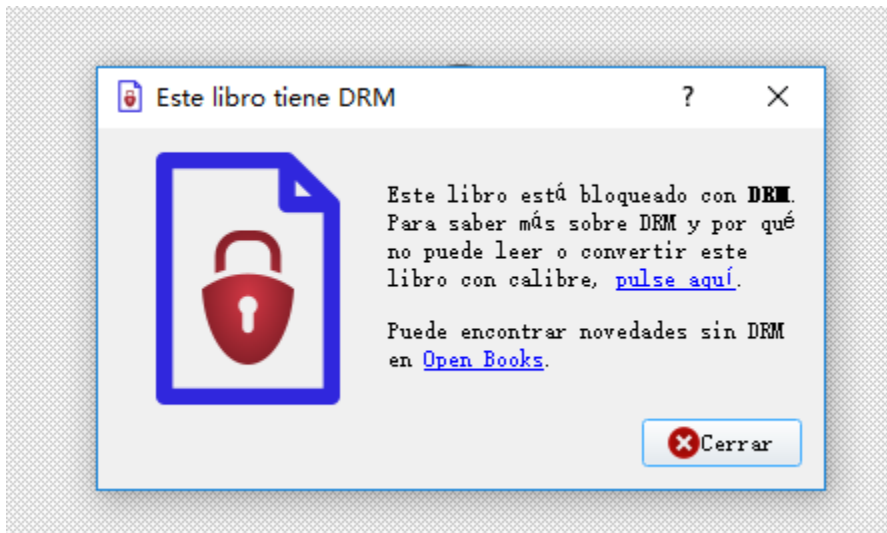 Este libro tiene DRM
Este libro está bloqueado con DRM.
Para saber más sobre DRM y por qué
no puede leer o convertir este
libro con calibre, pulse aquí.
Puede encontrar novedades sin DRM
en Open Books.
Cerrar